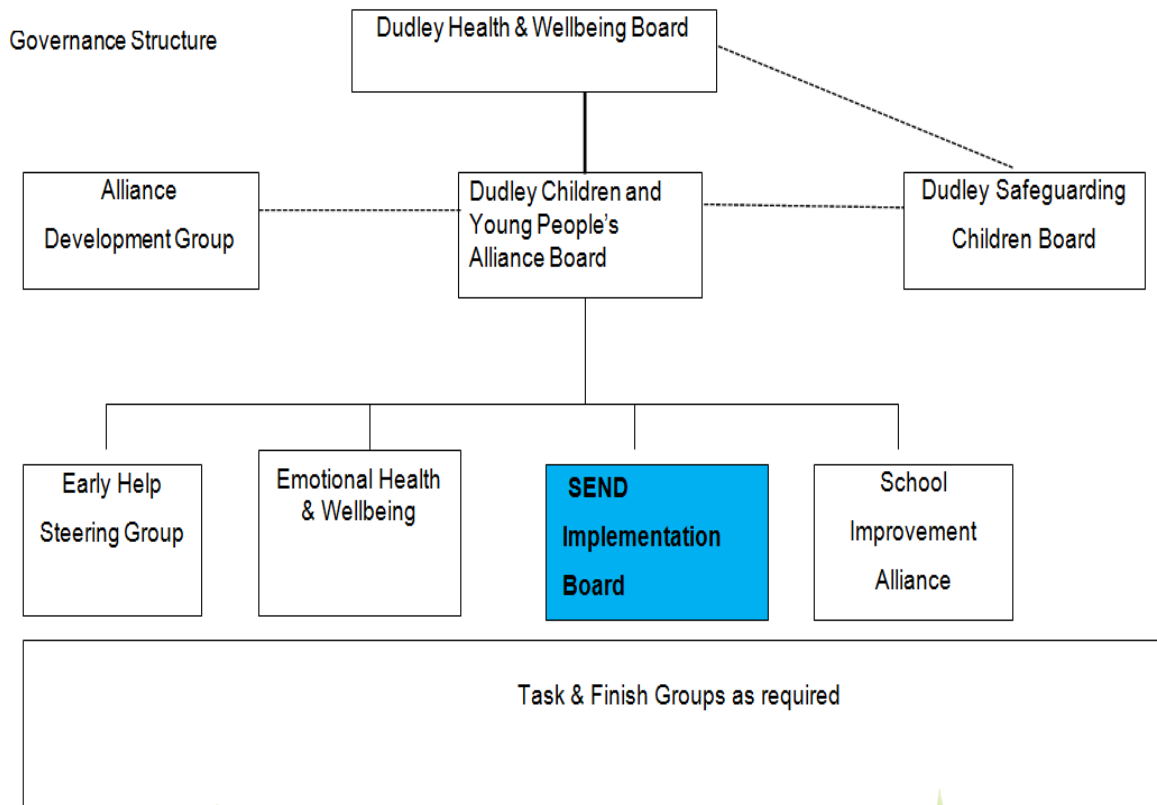 Governance Structure
Dudley Health & Wellbeing Board
Alliance
Development Group
Dudley Children and
Young People's
Alliance Board
Dudley Safeguarding
Children Board
Early Help
Steering Group
Emotional Health
& Wellbeing
SEND
Implementation
Board
School
Improvement
Alliance
Task & Finish Groups as required